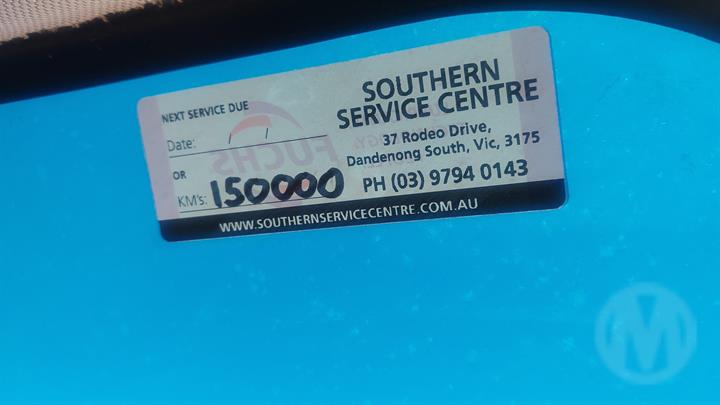 NEXT SERVICE DUE
Date: / /
OR
KM's: 150000
SOUTHERN
SERVICE CENTRE
37 Rodeo Drive,
Dandenong South, Vic, 3175
PH (03) 9794 0143
WWW.SOUTHERNSERVICECENTRE.COM.AU
FUCHS
M